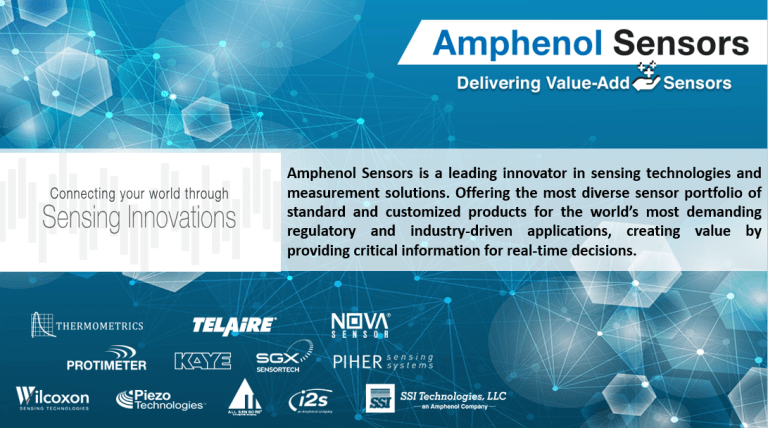 Amphenol Sensors
Delivering Value-Add Sensors
Connecting your world through
Sensing Innovations
Amphenol Sensors is a leading innovator in sensing technologies and
measurement solutions. Offering the most diverse sensor portfolio of
standard and customized products for the world’s most demanding
regulatory and industry-driven applications, creating value by
providing critical information for real-time decisions.
THERMOMETRICS
TELAIRE®
NOVA®
SENSOR
PROTIMETER
KAYE
SGX
SENSORTECH
PIHER sensing
systems
Wilcoxon
SENSING TECHNOLOGIES
Piezo
Technologies™
ALL SENSORS®
i2s
an Amphenol company
SSI
SSI Technologies, LLC
an Amphenol Company